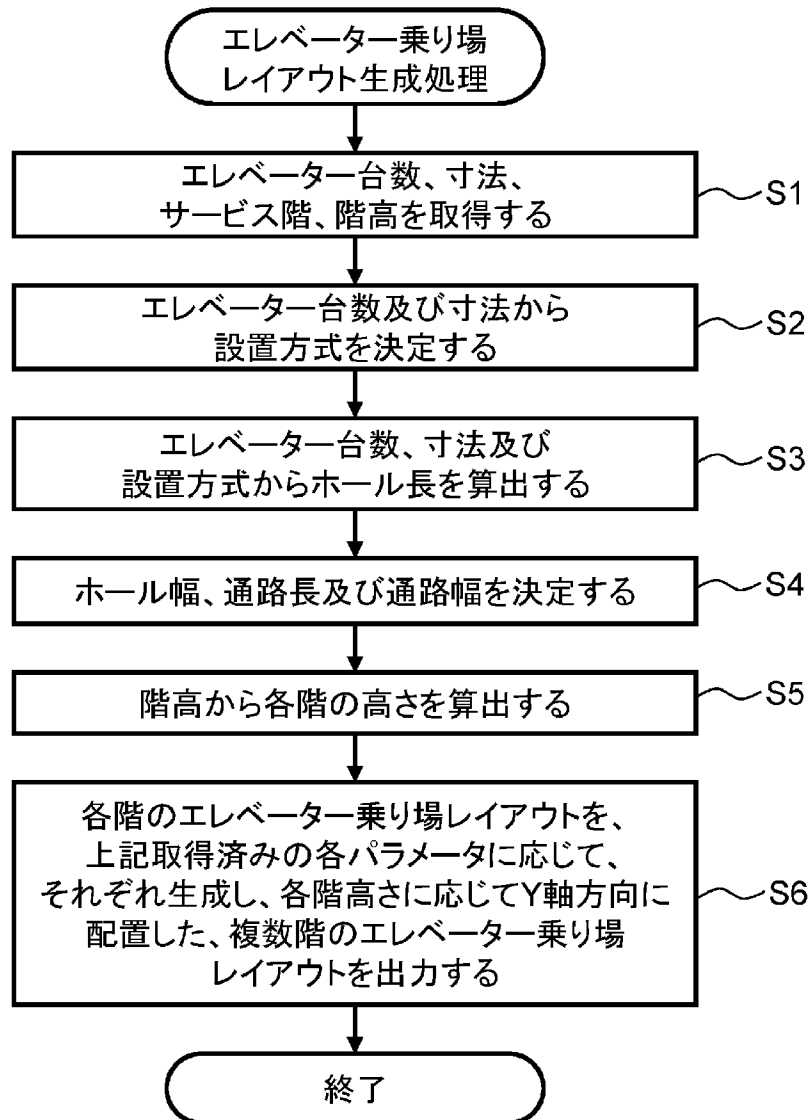 エレベーター乗り場
レイアウト生成処理
エレベーター台数、寸法、
サービス階、階高を取得する
S1
エレベーター台数及び寸法から
設置方式を決定する
S2
エレベーター台数、寸法及び
設置方式からホール長を算出する
S3
ホール幅、通路長及び通路幅を決定する
S4
階高から各階の高さを算出する
S5
各階のエレベーター乗り場レイアウトを、
上記取得済みの各パラメータに応じて、
それぞれ生成し、各階高さに応じてY軸方向に
配置した、複数階のエレベーター乗り場
レイアウトを出力する
S6
終了